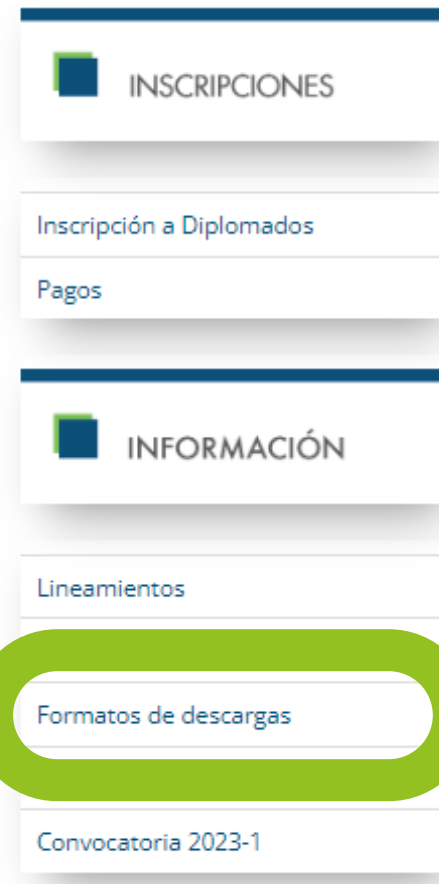 INSCRIPCIONES
Inscripción a Diplomados
Pagos
INFORMACIÓN
Lineamientos
Formatos de descargas
Convocatoria 2023-1